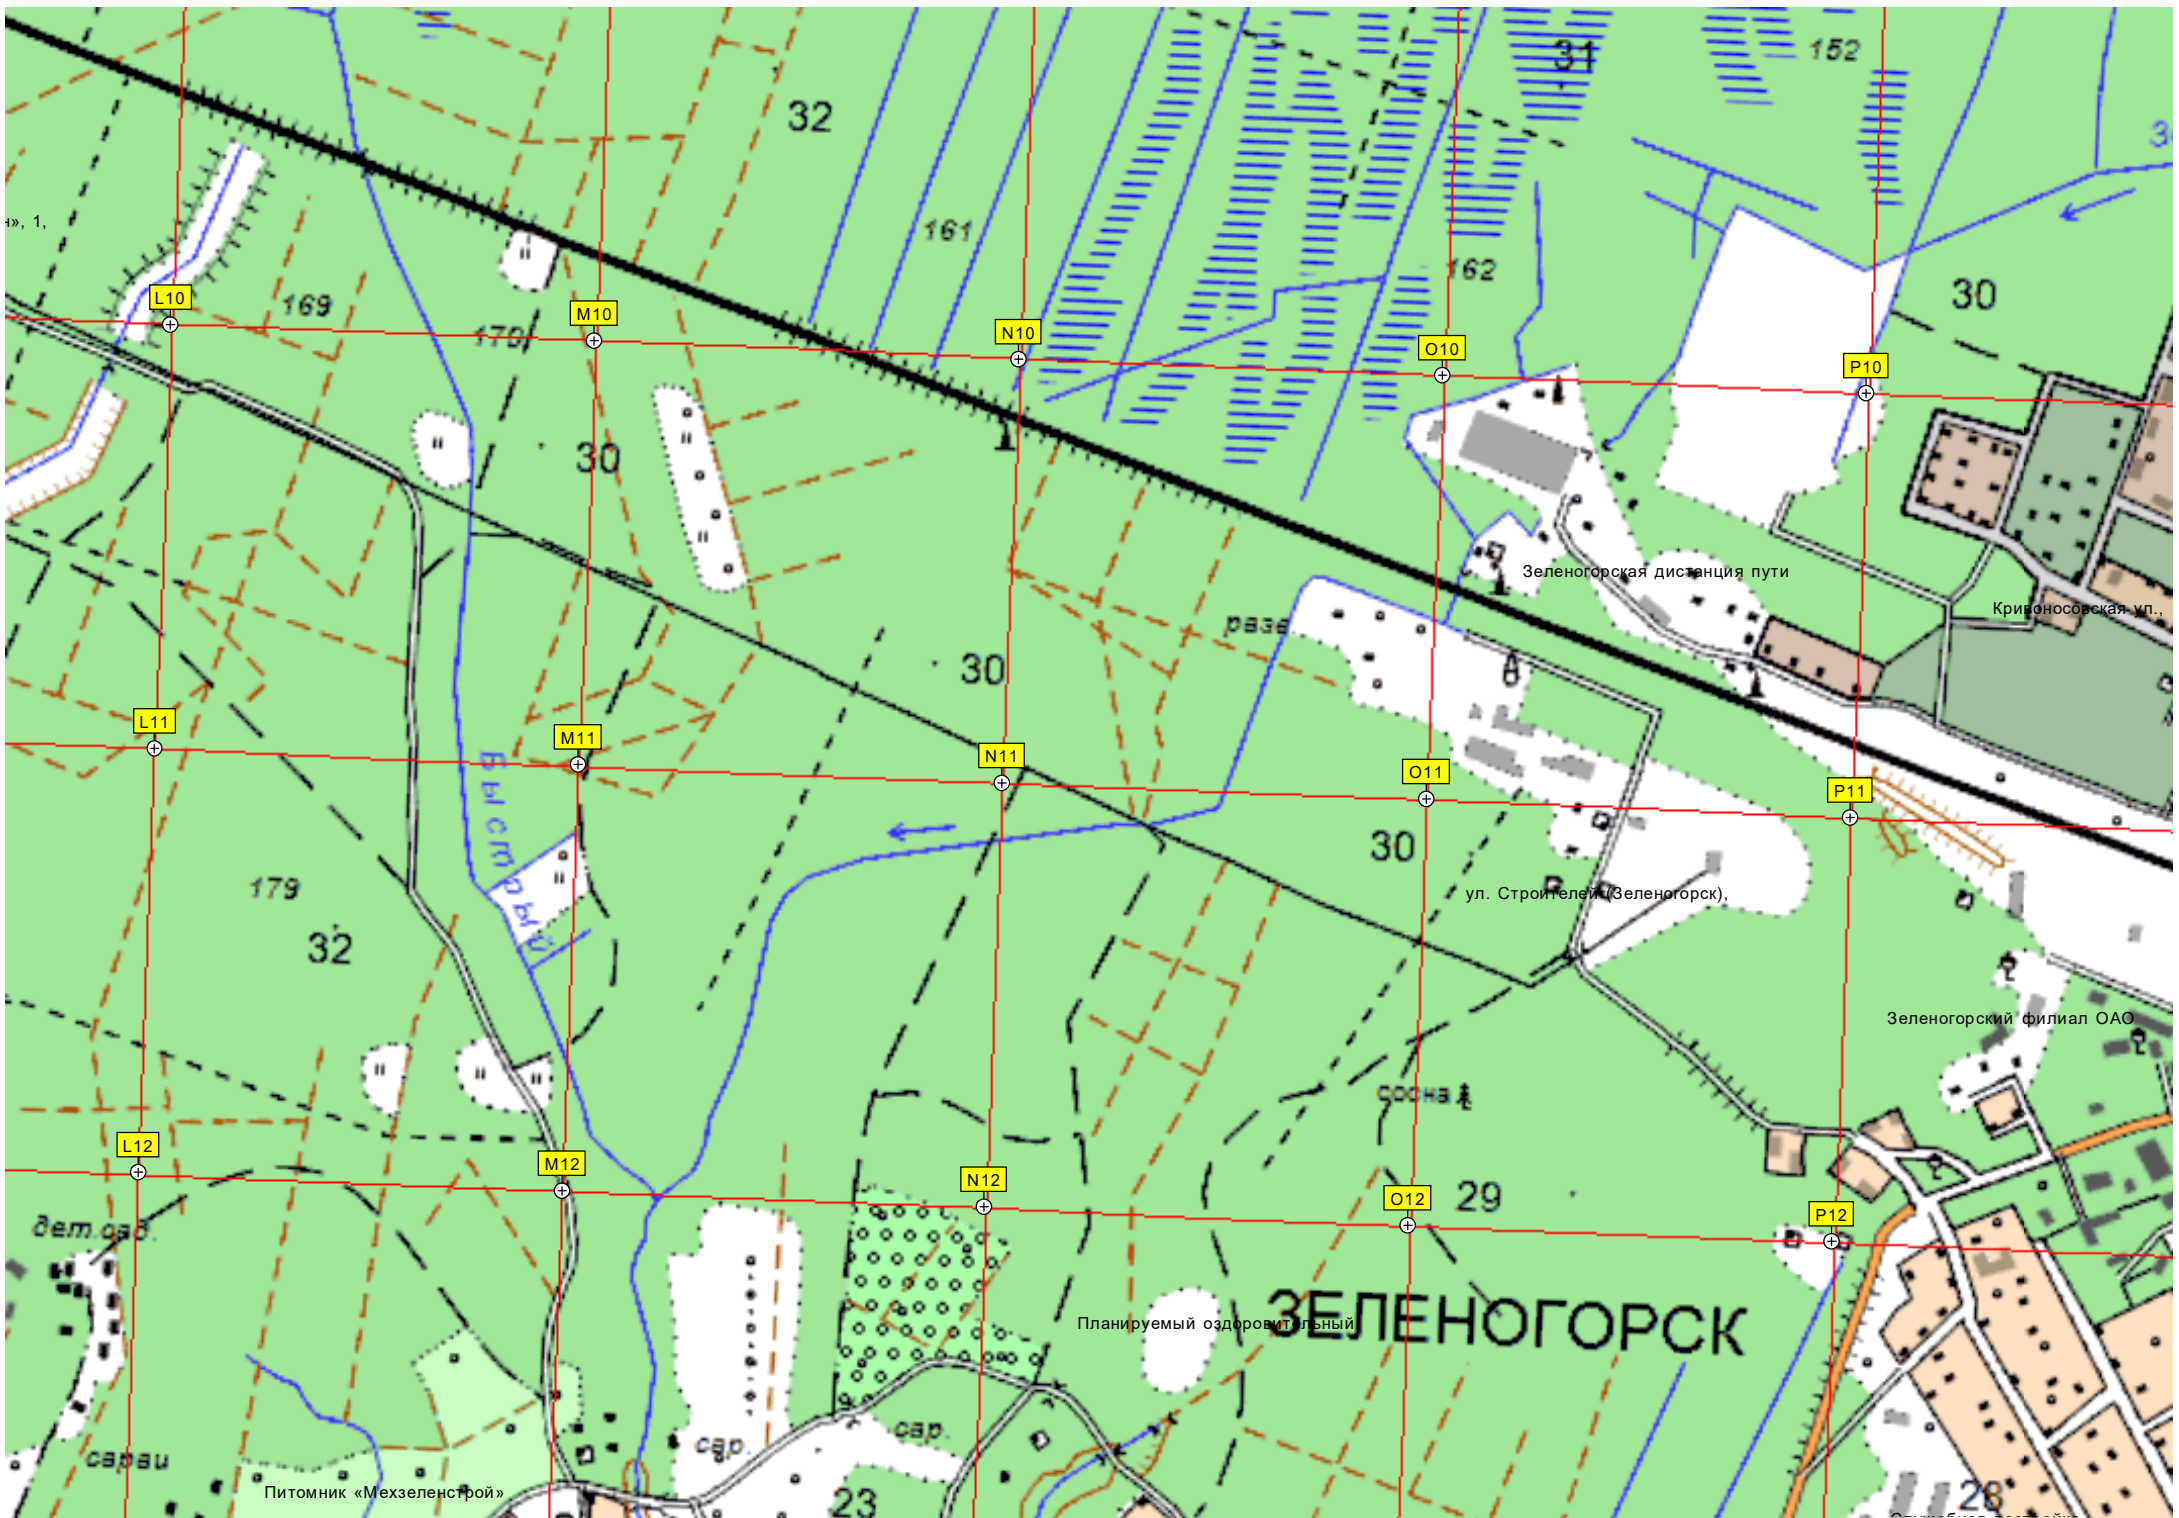 31
152
32
н», 1,
161
162
30
L10
169
M10
170
N10
O10
P10
30
Зеленогорская дистанция пути
Кривоносовская ул.,
разв
30
L11
M11
N11
O11
P11
Быстрый
30
179
ул. Строителей (Зеленогорск),
32
Зеленогорский филиал ОАО
сосна
L12
M12
N12
O12
29
P12
дет.сад.
Планируемый оздоровительный
ЗЕЛЕНОГОРСК
сар.
сар.
сараи
Питомник «Мехзеленстрой»
23
28